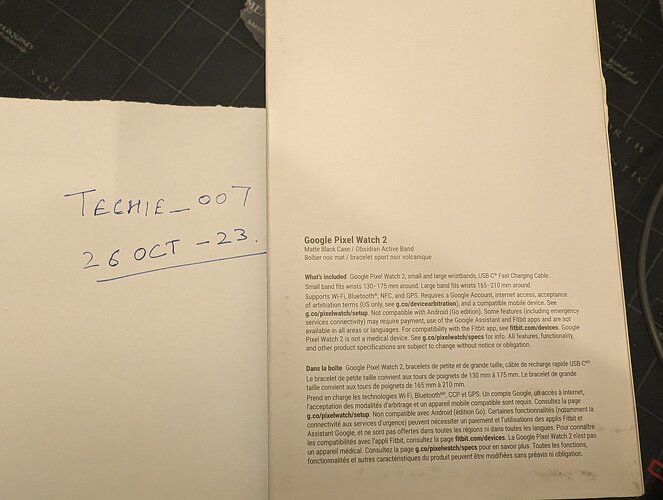 TECHIE_007
26 OCT -23.
Google Pixel Watch 2
Matte Black Case / Obsidian Active Band
Boîtier noir mat / bracelet sport noir volcanique
What's included Google Pixel Watch 2, small and large wristbands, USB-C® Fast Charging Cable.
Small band fits wrists 130–175 mm around. Large band fits wrists 165–210 mm around.
Supports Wi-Fi, Bluetooth®, NFC, and GPS. Requires a Google Account, internet access, acceptance
of arbitration terms (US only, see g.co/devicearbitration), and a compatible mobile device. See
g.co/pixelwatch/setup. Not compatible with Android (Go edition). Some features (including emergency
services connectivity) may require payment, use of the Google Assistant and Fitbit apps and are not
available in all areas or languages. For compatibility with the Fitbit app, see fitbit.com/devices. Google
Pixel Watch 2 is not a medical device. See g.co/pixelwatch/specs for info. All features, functionality,
and other product specifications are subject to change without notice or obligation.
Dans la boîte Google Pixel Watch 2, bracelets de petite et de grande taille, câble de recharge rapide USB-CMD.
Le bracelet de petite taille convient aux tours de poignets de 130 mm à 175 mm. Le bracelet de grande
taille convient aux tours de poignets de 165 mm à 210 mm.
Prend en charge les technologies Wi-Fi, BluetoothMD, CCP et GPS. Un compte Google, un accès à Internet,
l'acceptation des modalités d'arbitrage et un appareil mobile compatible sont requis. Consultez la page
g.co/pixelwatch/setup. Non compatible avec Android (édition Go). Certaines fonctionnalités (notamment la
connectivité aux services d'urgence) peuvent nécessiter un paiement et l'utilisation des applis Fitbit et
Assistant Google, et ne sont pas offertes dans toutes les régions ni dans toutes les langues. Pour connaître
les compatibilités avec l'appli Fitbit, consultez la page fitbit.com/devices. La Google Pixel Watch 2 n'est pas
un appareil médical. Consultez la page g.co/pixelwatch/specs pour en savoir plus. Toutes les fonctions,
fonctionnalités et autres caractéristiques du produit peuvent être modifiées sans préavis ni obligation.